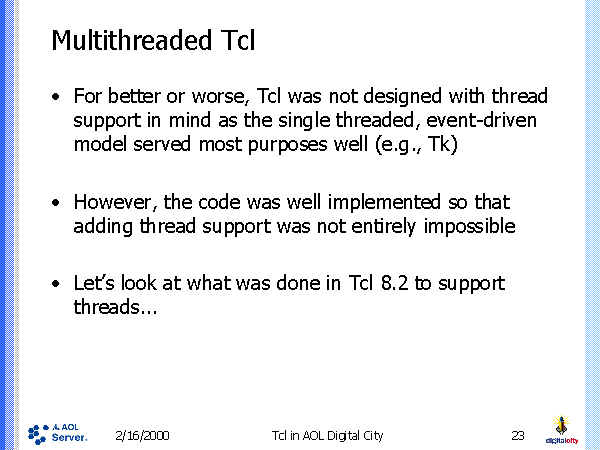 Multithreaded Tcl
• For better or worse, Tcl was not designed with thread
support in mind as the single threaded, event-driven
model served most purposes well (e.g., Tk)
• However, the code was well implemented so that
adding thread support was not entirely impossible
• Let's look at what was done in Tcl 8.2 to support
threads...
AOL
Server.
2/16/2000
Tcl in AOL Digital City
23
digitalcity